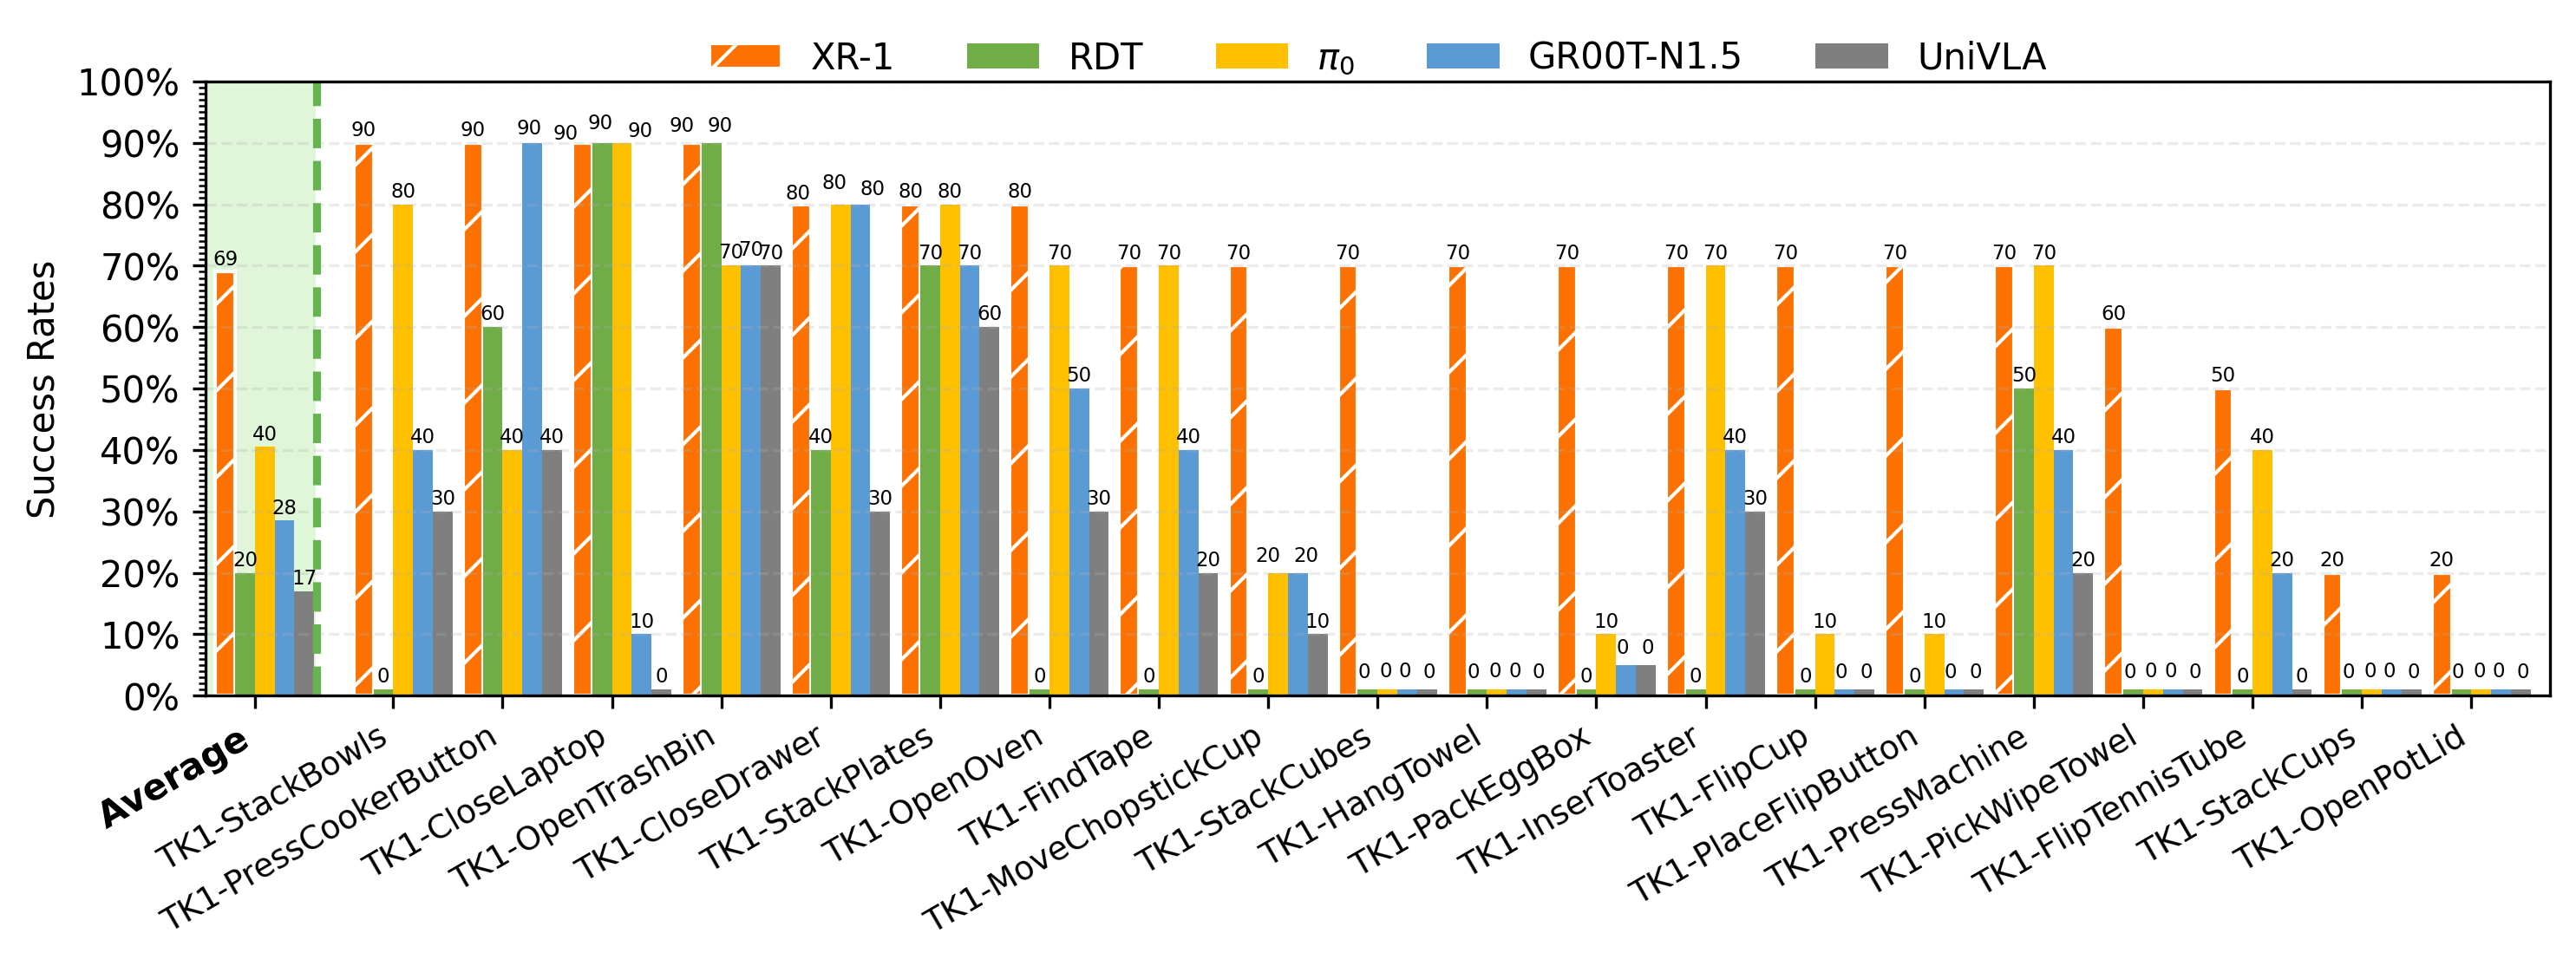 XR-1 RDT π0 GR00T-N1.5 UniVLA
Success Rates
100%
90%
80%
70%
60%
50%
40%
30%
20%
10%
0%
69 20 40 28 17
90 0 80 40 30
90 60 40 90 40
90 90 90 10 0
90 90 70 70 70
80 40 80 80 30
80 70 80 70 60
80 0 70 50 30
70 0 70 40 20
70 0 20 20 10
70 0 0 0 0
70 0 0 0 0
70 0 10 0 0
70 0 70 40 30
70 0 10 0 0
70 0 10 0 0
70 50 70 40 20
60 0 0 0 0
50 0 40 20 0
20 0 0 0 0
20 0 0 0 0
Average
TK1-StackBowls
TK1-PressCookerButton
TK1-CloseLaptop
TK1-OpenTrashBin
TK1-CloseDrawer
TK1-StackPlates
TK1-OpenOven
TK1-FindTape
TK1-MoveChopstickCup
TK1-StackCubes
TK1-HangTowel
TK1-PackEggBox
TK1-InserToaster
TK1-FlipCup
TK1-PlaceFlipButton
TK1-PressMachine
TK1-PickWipeTowel
TK1-FlipTennisTube
TK1-StackCups
TK1-OpenPotLid